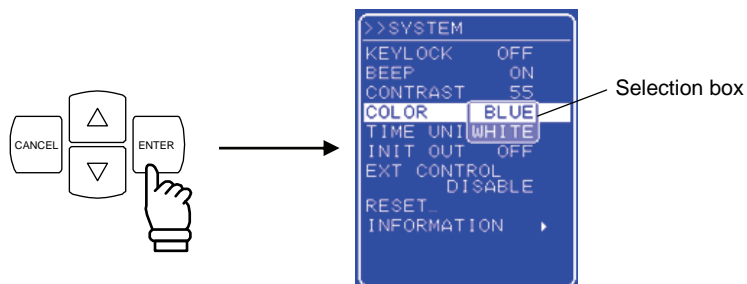 CANCEL
ENTER
>>SYSTEM
KEYLOCK OFF
BEEP ON
CONTRAST 55
COLOR BLUE
TIME UNI WHITE
INIT OUT OFF
EXT CONTROL
DISABLE
RESET_
INFORMATION
Selection box